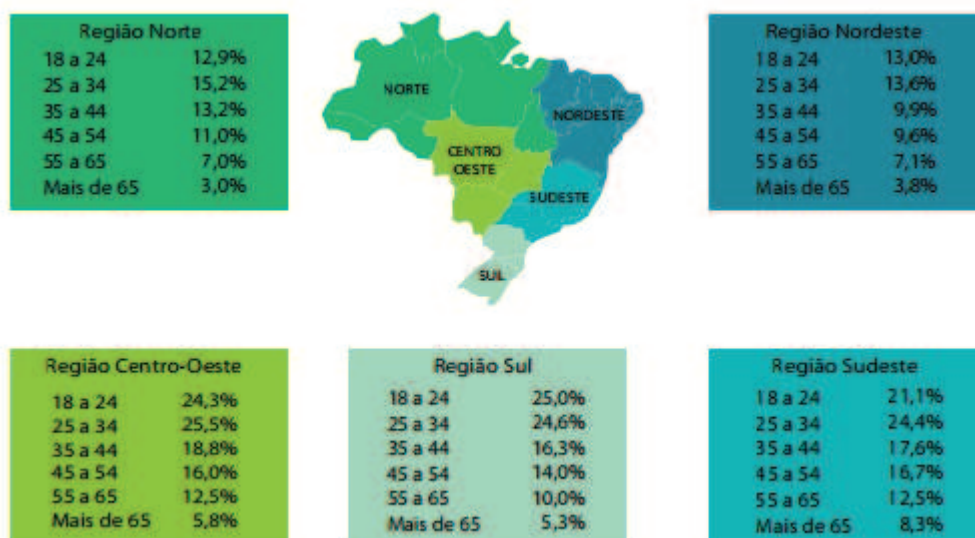 Região Norte
18 a 24 12,9%
25 a 34 15,2%
35 a 44 13,2%
45 a 54 11,0%
55 a 65 7,0%
Mais de 65 3,0%
NORTE
NORDESTE
CENTRO
OESTE
SUDESTE
SUL
Região Nordeste
18 a 24 13,0%
25 a 34 13,6%
35 a 44 9,9%
45 a 54 9,6%
55 a 65 7,1%
Mais de 65 3,8%
Região Centro-Oeste
18 a 24 24,3%
25 a 34 25,5%
35 a 44 18,8%
45 a 54 16,0%
55 a 65 12,5%
Mais de 65 5,8%
Região Sul
18 a 24 25,0%
25 a 34 24,6%
35 a 44 16,3%
45 a 54 14,0%
55 a 65 10,0%
Mais de 65 5,3%
Região Sudeste
18 a 24 21,1%
25 a 34 24,4%
35 a 44 17,6%
45 a 54 16,7%
55 a 65 12,5%
Mais de 65 8,3%